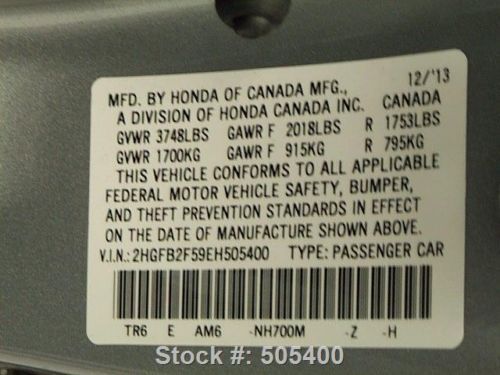 MFD. BY HONDA OF CANADA MFG., 12/'13
A DIVISION OF HONDA CANADA INC. CANADA
GVWR 3748LBS GAWR F 2018LBS R 1753LBS
GVWR 1700KG GAWR F 915KG R 795KG
THIS VEHICLE CONFORMS TO ALL APPLICABLE
FEDERAL MOTOR VEHICLE SAFETY, BUMPER,
AND THEFT PREVENTION STANDARDS IN EFFECT
ON THE DATE OF MANUFACTURE SHOWN ABOVE.
V.I.N.: 2HGFB2F59EH505400 TYPE: PASSENGER CAR
TR6 E AM6 -NH700M -Z -H
Stock #: 505400